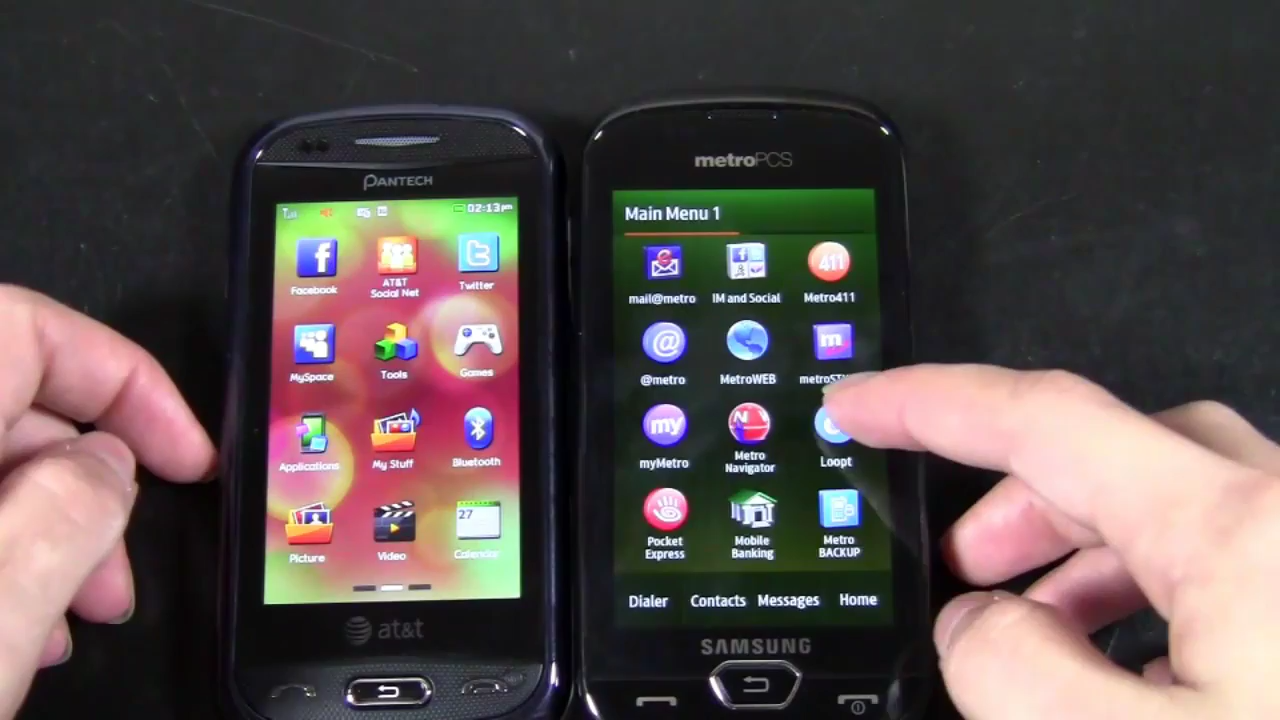 PANTECH
02:13pm
Facebook
AT&T
Social Net
Twitter
MySpace
Tools
Games
Applications
My Stuff
Bluetooth
27
Picture
Video
Calendar
at&t
metroPCS
Main Menu 1
411
mail@metro
IM and Social
Metro411
@
m
@metro
MetroWEB
my
N
myMetro
Metro
Navigator
Loopt
Pocket
Express
Mobile
Banking
Metro
BACKUP
Dialer
Contacts
Messages
Home
SAMSUNG